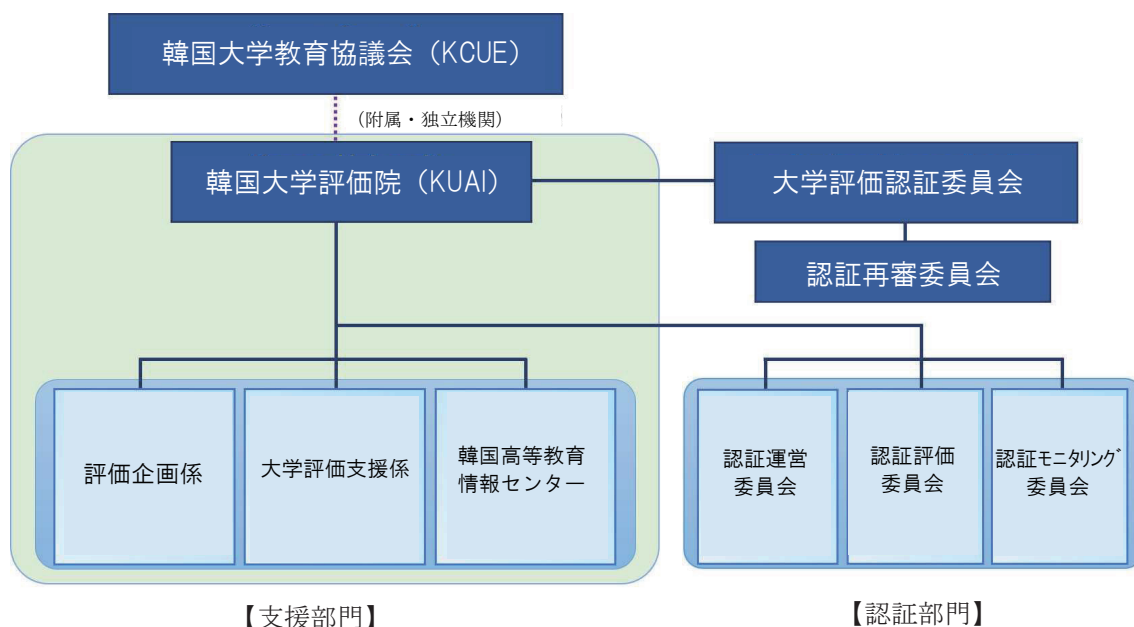 韓国大学教育協議会（KCUE）
（附属・独立機関）
韓国大学評価院（KUAI）
大学評価認証委員会
認証再審委員会
評価企画係
大学評価支援係
韓国高等教育
情報センター
認証運営
委員会
認証評価
委員会
認証ﾓﾆﾀﾘﾝｸﾞ
委員会
【支援部門】
【認証部門】